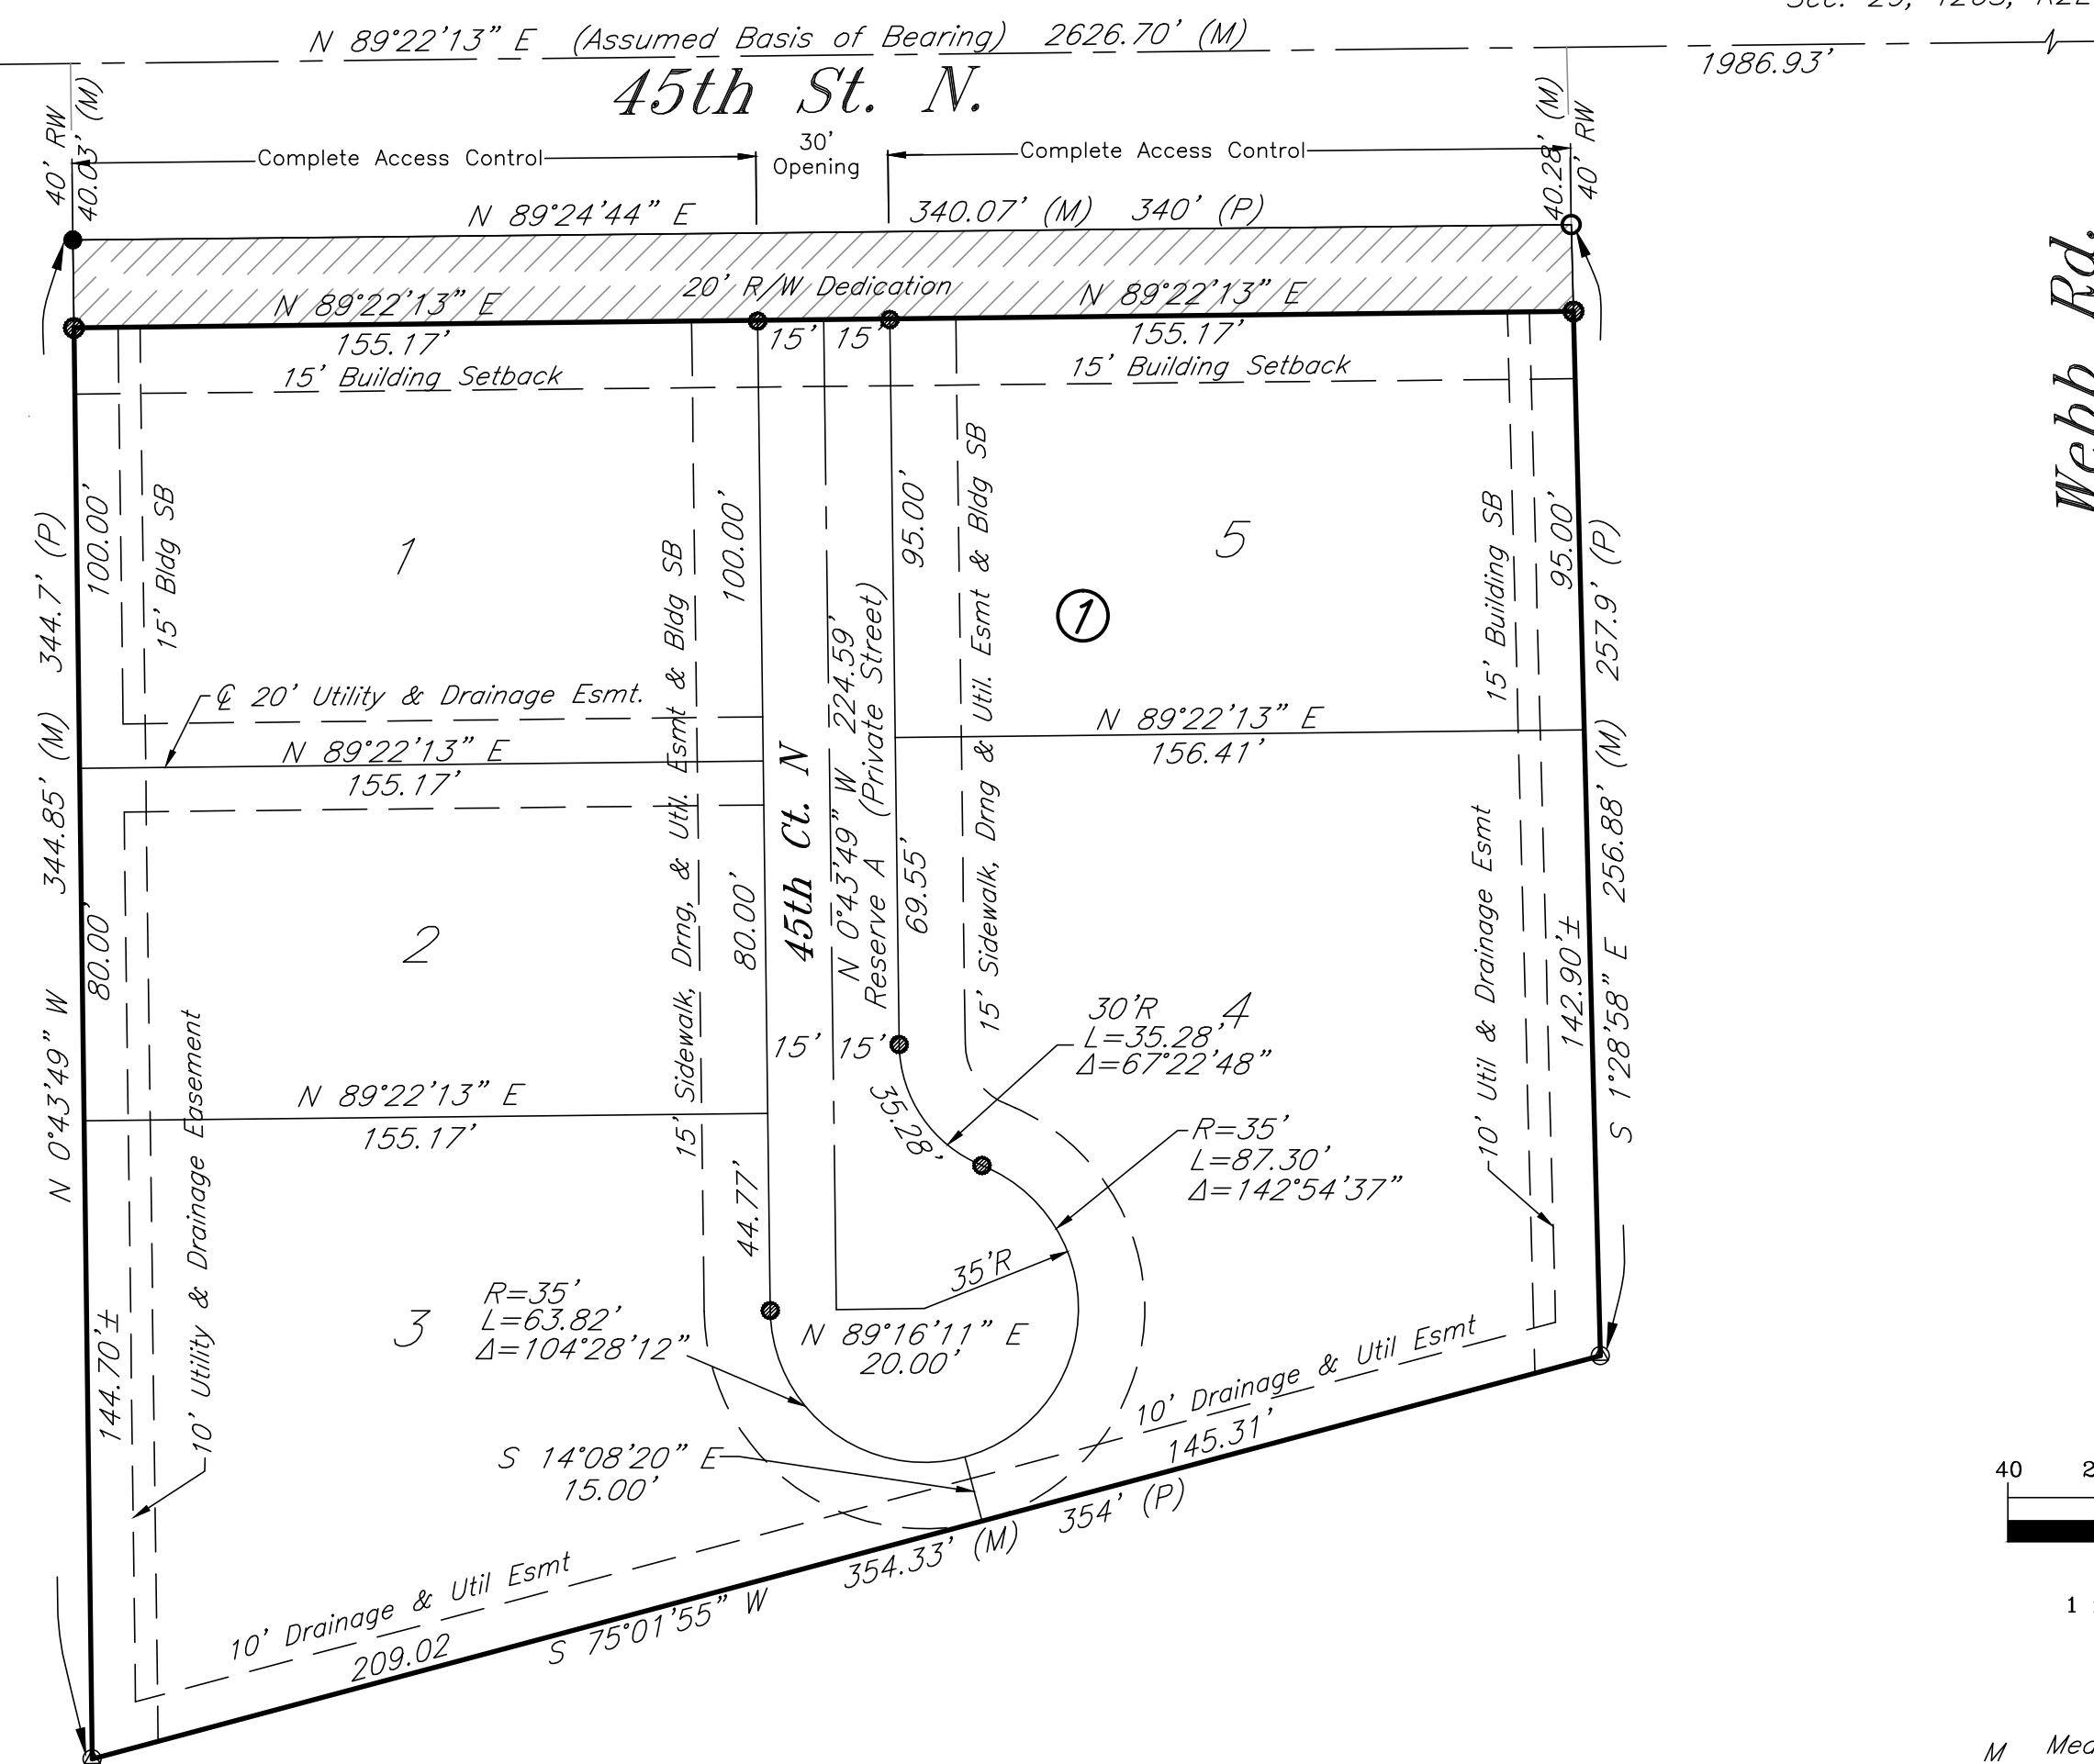 N 89°22'13" E (Assumed Basis of Bearing) 2626.70' (M)
1986.93'
45th St. N.
40' RW
40.03' (M)
40.28' (M)
40' RW
Complete Access Control
30'
Opening
Complete Access Control
N 89°24'44" E
340.07' (M) 340' (P)
20' R/W Dedication
N 89°22'13" E
N 89°22'13" E
155.17'
15'
15'
155.17'
15' Building Setback
15' Building Setback
Webb Rd.
100.00'
15' Bldg SB
1
100.00'
95.00'
5
1
15' Building SB
95.00'
344.85' (M) 344.7' (P)
N 0°43'49" W
257.9' (P)
256.88' (M)
S 1°28'58" E
℄ 20' Utility & Drainage Esmt.
N 89°22'13" E
155.17'
N 89°22'13" E
156.41'
15' Sidewalk, Drng, & Util. Esmt & Bldg SB
45th Ct. N
N 0°43'49" W 224.59'
Reserve A (Private Street)
69.55'
15' Sidewalk, Drng & Util. Esmt & Bldg SB
80.00'
2
80.00'
10' Util & Drainage Esmt
142.90'±
30'R
4
L=35.28'
Δ=67°22'48"
15'
15'
35.28'
N 89°22'13" E
155.17'
R=35'
L=87.30'
Δ=142°54'37"
10' Utility & Drainage Easement
44.77'
35'R
144.70'±
3
R=35'
L=63.82'
Δ=104°28'12"
N 89°16'11" E
20.00'
10' Drainage & Util Esmt
145.31'
S 14°08'20" E
15.00'
354.33' (M) 354' (P)
10' Drainage & Util Esmt
209.02
S 75°01'55" W
40
1
M